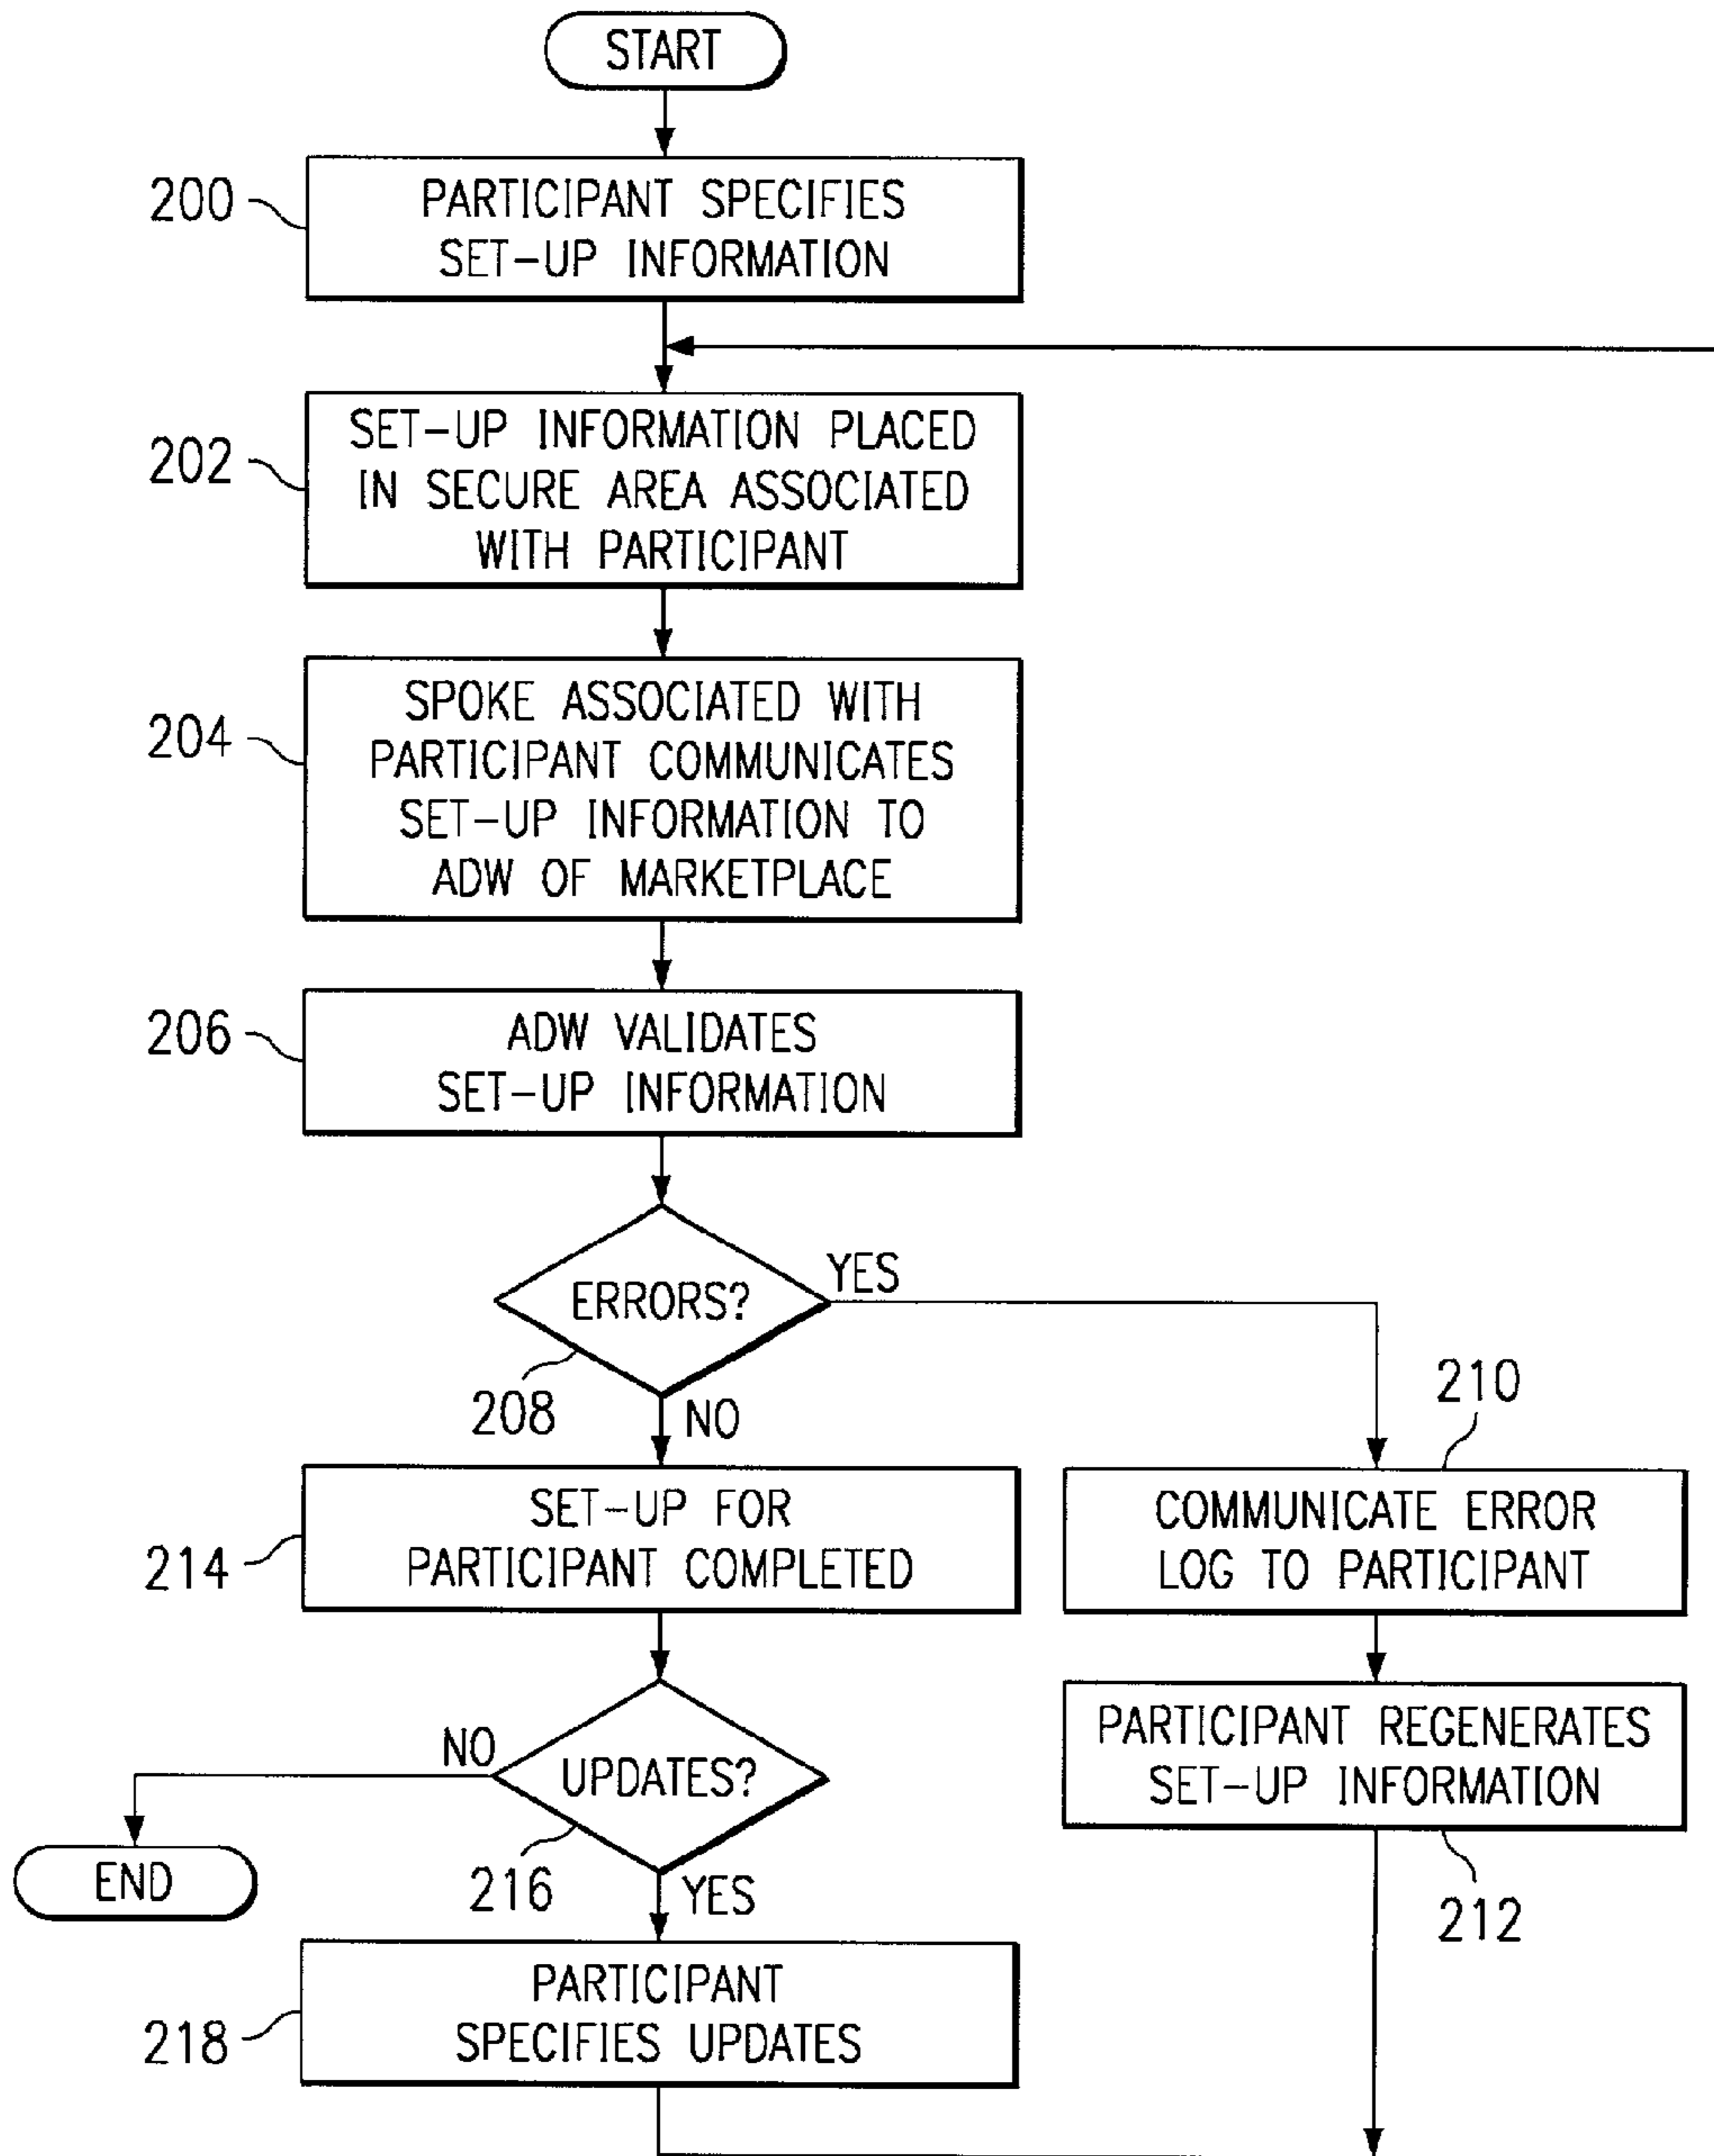 START
200
PARTICIPANT SPECIFIES
SET-UP INFORMATION
202
SET-UP INFORMATION PLACED
IN SECURE AREA ASSOCIATED
WITH PARTICIPANT
204
SPOKE ASSOCIATED WITH
PARTICIPANT COMMUNICATES
SET-UP INFORMATION TO
ADW OF MARKETPLACE
206
ADW VALIDATES
SET-UP INFORMATION
ERRORS?
YES
208
NO
210
214
SET-UP FOR
PARTICIPANT COMPLETED
COMMUNICATE ERROR
LOG TO PARTICIPANT
NO
UPDATES?
PARTICIPANT REGENERATES
SET-UP INFORMATION
END
216
YES
212
218
PARTICIPANT
SPECIFIES UPDATES